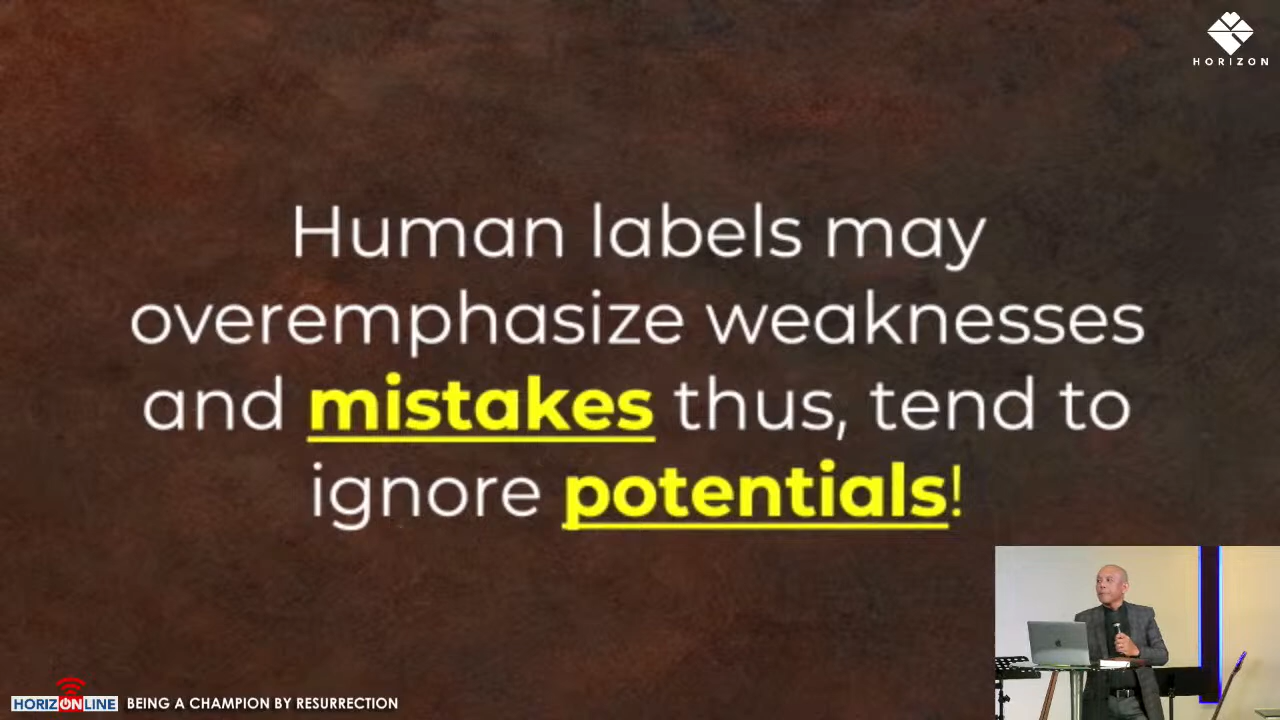 HORIZON
Human labels may
overemphasize weaknesses
and mistakes thus, tend to
ignore potentials!
HORIZONLINE BEING A CHAMPION BY RESURRECTION